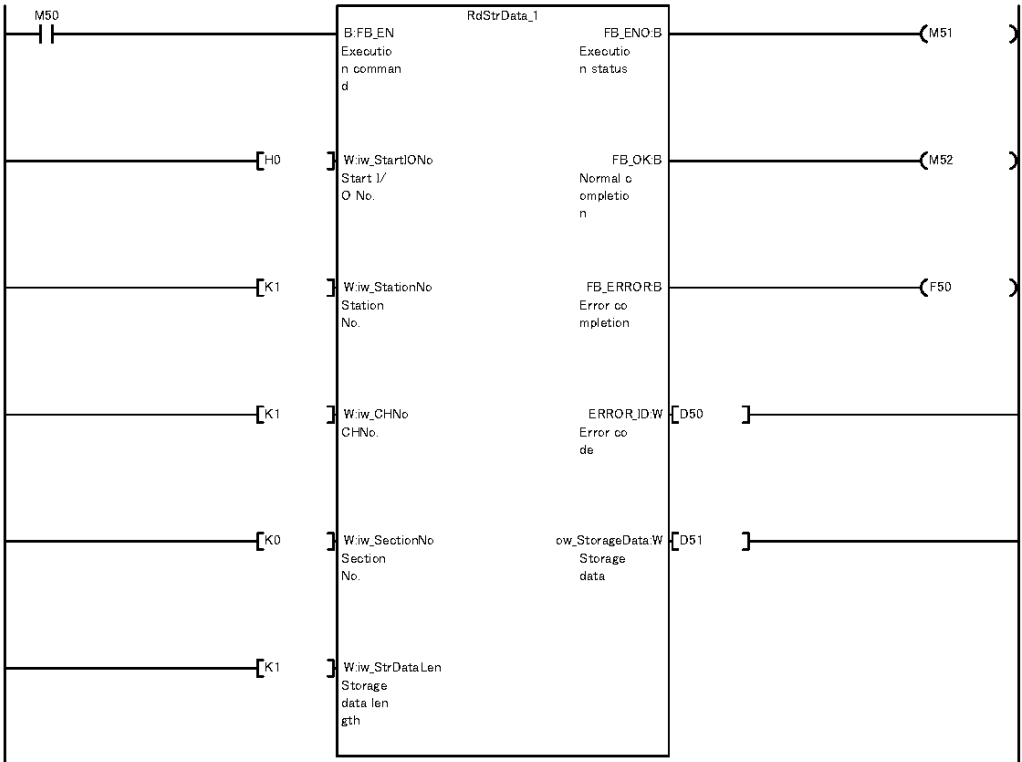 RdStrData_1
M50
B:FB_EN
FB_ENO:B
M51
Executio
n comman
d
Executio
n status
H0
W:iw_StartIONo
FB_OK:B
M52
Start I/
O No.
Normal c
ompletio
n
K1
W:iw_StationNo
FB_ERROR:B
F50
Station
No.
Error co
mpletion
K1
W:iw_CHNo
ERROR_ID:W
D50
CHNo.
Error co
de
K0
W:iw_SectionNo
ow_StorageData:W
D51
Section
No.
Storage
data
K1
W:iw_StrDataLen
Storage
data len
gth